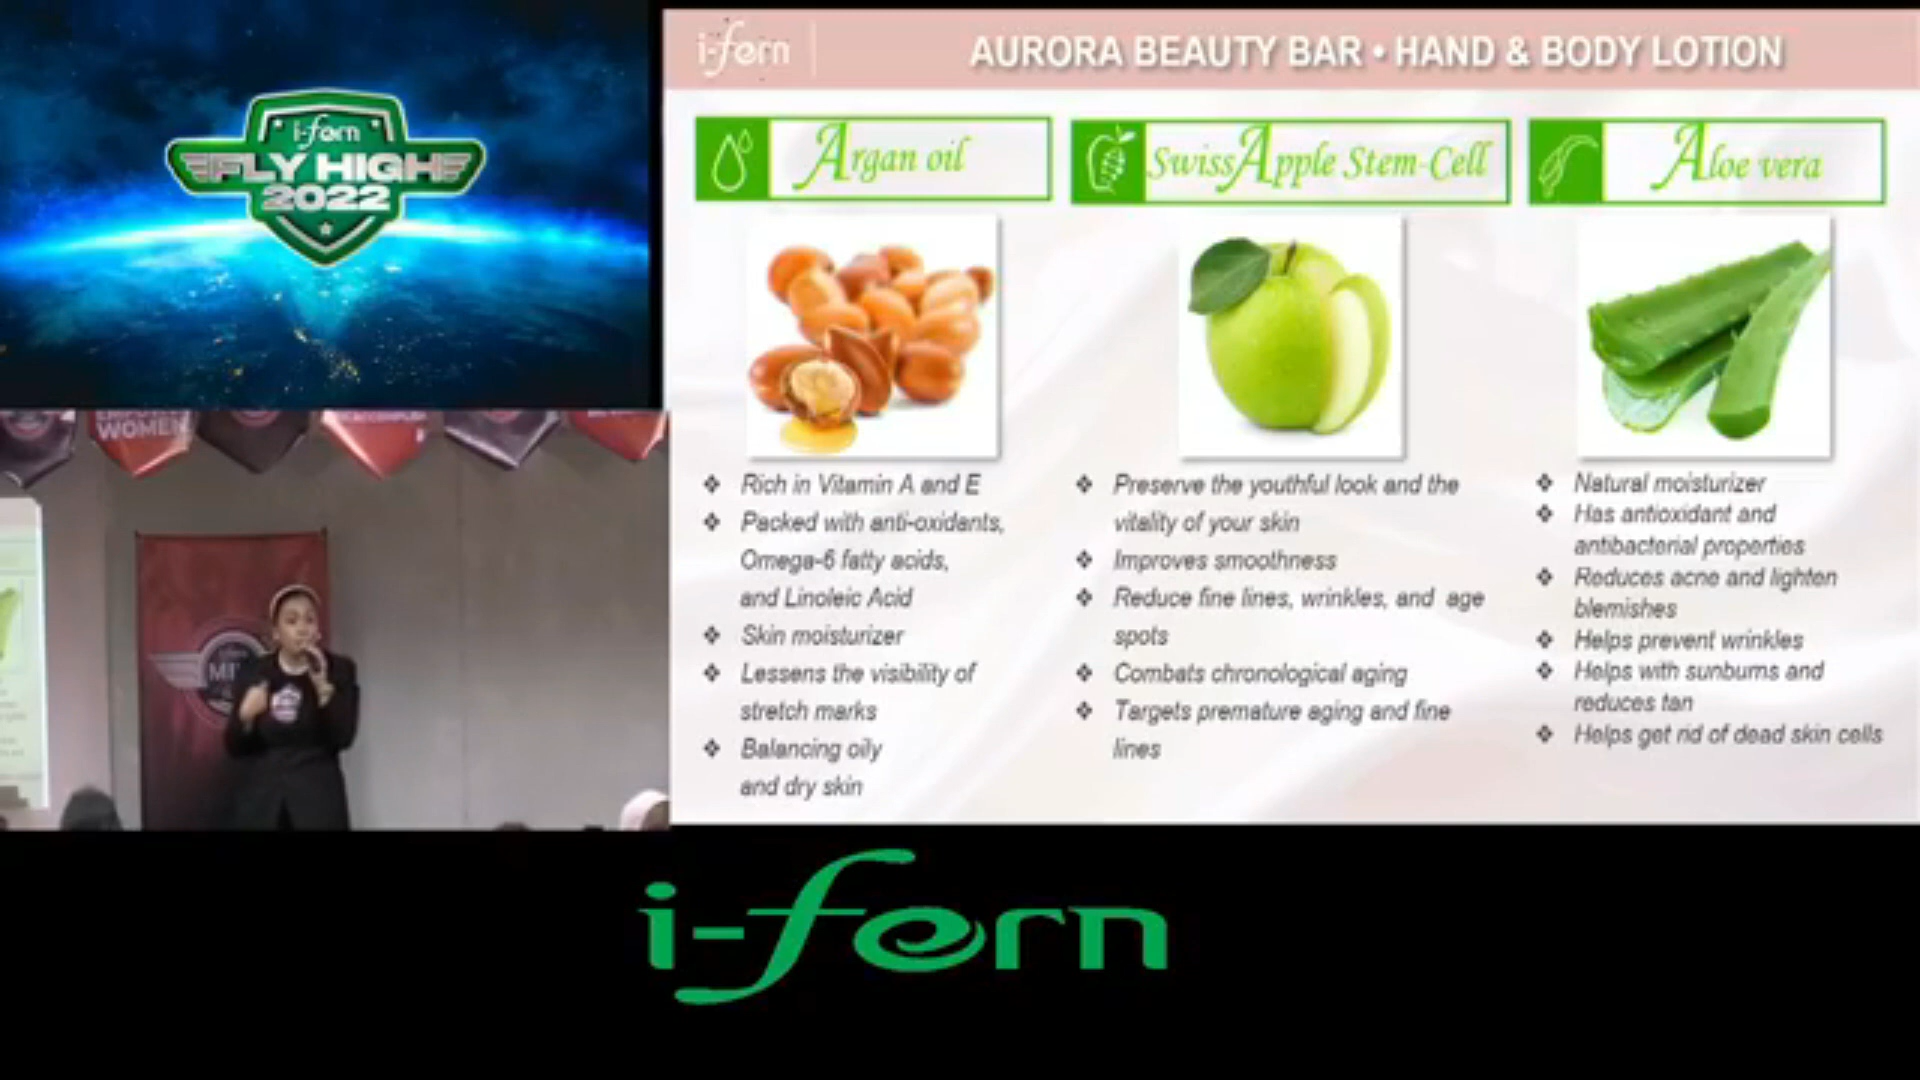 i-fern
FLY HIGH
2022
WOMEN
i-fern
AURORA BEAUTY BAR • HAND & BODY LOTION
Argan oil
❖ Rich in Vitamin A and E
❖ Packed with anti-oxidants,
Omega-6 fatty acids,
and Linoleic Acid
❖ Skin moisturizer
❖ Lessens the visibility of
stretch marks
❖ Balancing oily
and dry skin
Swiss Apple Stem-Cell
❖ Preserve the youthful look and the
vitality of your skin
❖ Improves smoothness
❖ Reduce fine lines, wrinkles, and age
spots
❖ Combats chronological aging
❖ Targets premature aging and fine
lines
Aloe vera
❖ Natural moisturizer
❖ Has antioxidant and
antibacterial properties
❖ Reduces acne and lighten
blemishes
❖ Helps prevent wrinkles
❖ Helps with sunburns and
reduces tan
❖ Helps get rid of dead skin cells
i-fern